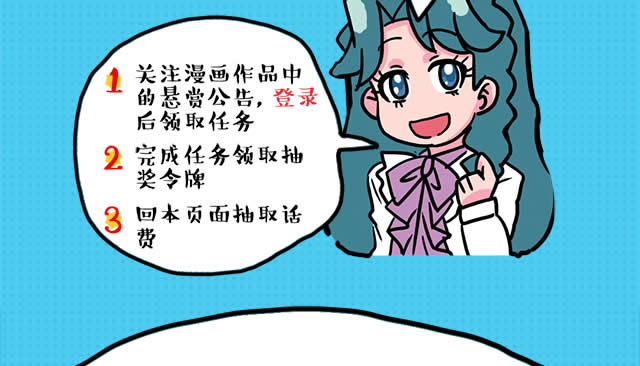 1 关注漫画作品中
的悬赏公告，登录
后领取任务
2 完成任务领取抽
奖令牌
3 回本页面抽取话
费